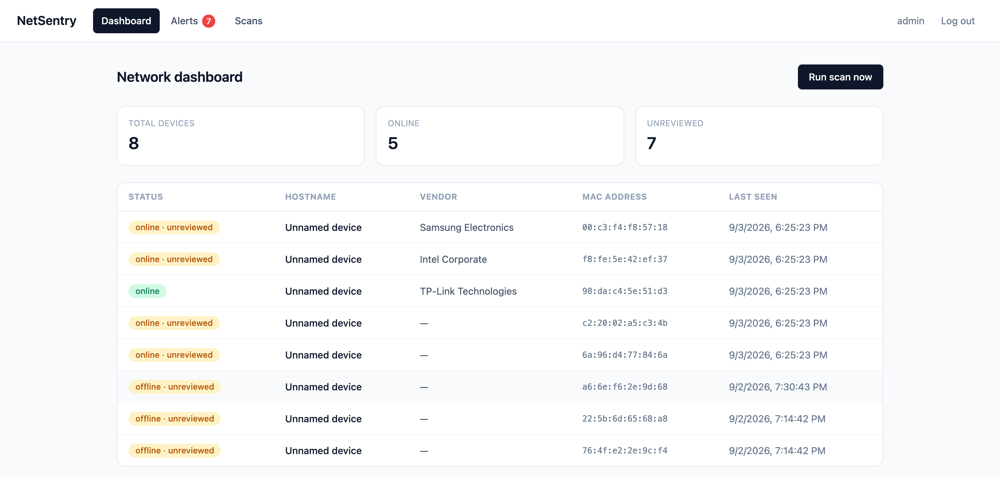 NetSentry Dashboard Alerts 7 Scans admin Log out
Network dashboard Run scan now
TOTAL DEVICES ONLINE UNREVIEWED
8 5 7
STATUS HOSTNAME VENDOR MAC ADDRESS LAST SEEN
online · unreviewed Unnamed device Samsung Electronics 00:c3:f4:f8:57:18 9/3/2026, 6:25:23 PM
online · unreviewed Unnamed device Intel Corporate f8:fe:5e:42:ef:37 9/3/2026, 6:25:23 PM
online Unnamed device TP-Link Technologies 98:da:c4:5e:51:d3 9/3/2026, 6:25:23 PM
online · unreviewed Unnamed device — c2:20:02:a5:c3:4b 9/3/2026, 6:25:23 PM
online · unreviewed Unnamed device — 6a:96:d4:77:84:6a 9/3/2026, 6:25:23 PM
offline · unreviewed Unnamed device — a6:6e:f6:2e:9d:68 9/2/2026, 7:30:43 PM
offline · unreviewed Unnamed device — 22:5b:6d:65:68:a8 9/2/2026, 7:14:42 PM
offline · unreviewed Unnamed device — 76:4f:e2:2e:9c:f4 9/2/2026, 7:14:42 PM